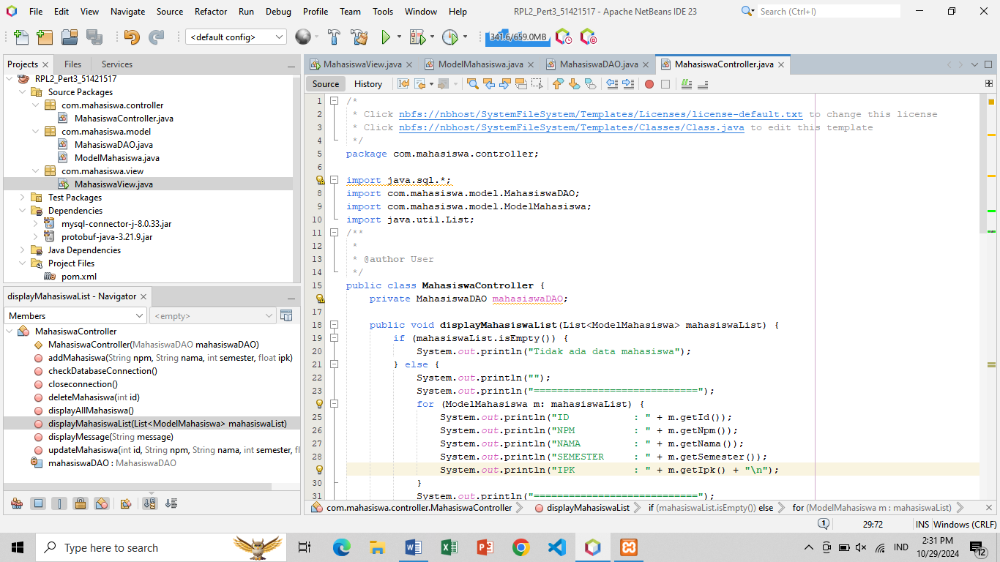 File Edit View Navigate Source Refactor Run Debug Profile Team Tools Window Help RPL2_Pert3_51421517 - Apache NetBeans IDE 23 Search (Ctrl+I)
<default config> 341.6/659.0MB
Projects Files Services
RPL2_Pert3_51421517
Source Packages
com.mahasiswa.controller
MahasiswaController.java
com.mahasiswa.model
MahasiswaDAO.java
ModelMahasiswa.java
com.mahasiswa.view
MahasiswaView.java
Test Packages
Dependencies
mysql-connector-j-8.0.33.jar
protobuf-java-3.21.9.jar
Java Dependencies
Project Files
pom.xml
displayMahasiswaList - Navigator
Members <empty>
MahasiswaController
MahasiswaController(MahasiswaDAO mahasiswaDAO)
addMahasiswa(String npm, String nama, int semester, float ipk)
checkDatabaseConnection()
closeconnection()
deleteMahasiswa(int id)
displayAllMahasiswa()
displayMahasiswaList(List<ModelMahasiswa> mahasiswaList)
displayMessage(String message)
updateMahasiswa(int id, String npm, String nama, int semester, fl
mahasiswaDAO : MahasiswaDAO
MahasiswaView.java ModelMahasiswa.java MahasiswaDAO.java MahasiswaController.java
Source History
1 /*
2 * Click nbfs://nbhost/SystemFileSystem/Templates/Licenses/license-default.txt to change this license
3 * Click nbfs://nbhost/SystemFileSystem/Templates/Classes/Class.java to edit this template
4 */
5 package com.mahasiswa.controller;
6
import java.sql.*;
8 import com.mahasiswa.model.MahasiswaDAO;
9 import com.mahasiswa.model.ModelMahasiswa;
10 import java.util.List;
11 /**
12 *
13 * @author User
14 */
15 public class MahasiswaController {
private MahasiswaDAO mahasiswaDAO;
17
18 public void displayMahasiswaList(List<ModelMahasiswa> mahasiswaList) {
19 if (mahasiswaList.isEmpty()) {
20 System.out.println("Tidak ada data mahasiswa");
21 } else {
22 System.out.println("");
23 System.out.println("============================");
for (ModelMahasiswa m: mahasiswaList) {
25 System.out.println("ID : " + m.getId());
26 System.out.println("NPM : " + m.getNpm());
27 System.out.println("NAMA : " + m.getNama());
28 System.out.println("SEMESTER : " + m.getSemester());
System.out.println("IPK : " + m.getIpk() + "\n");
30 }
31 System.out.println("============================");
com.mahasiswa.controller.MahasiswaController displayMahasiswaList if (mahasiswaList.isEmpty()) else for (ModelMahasiswa m : mahasiswaList)
1 29:72 INS Windows (CRLF)
Type here to search IND 2:31 PM
10/29/2024 12